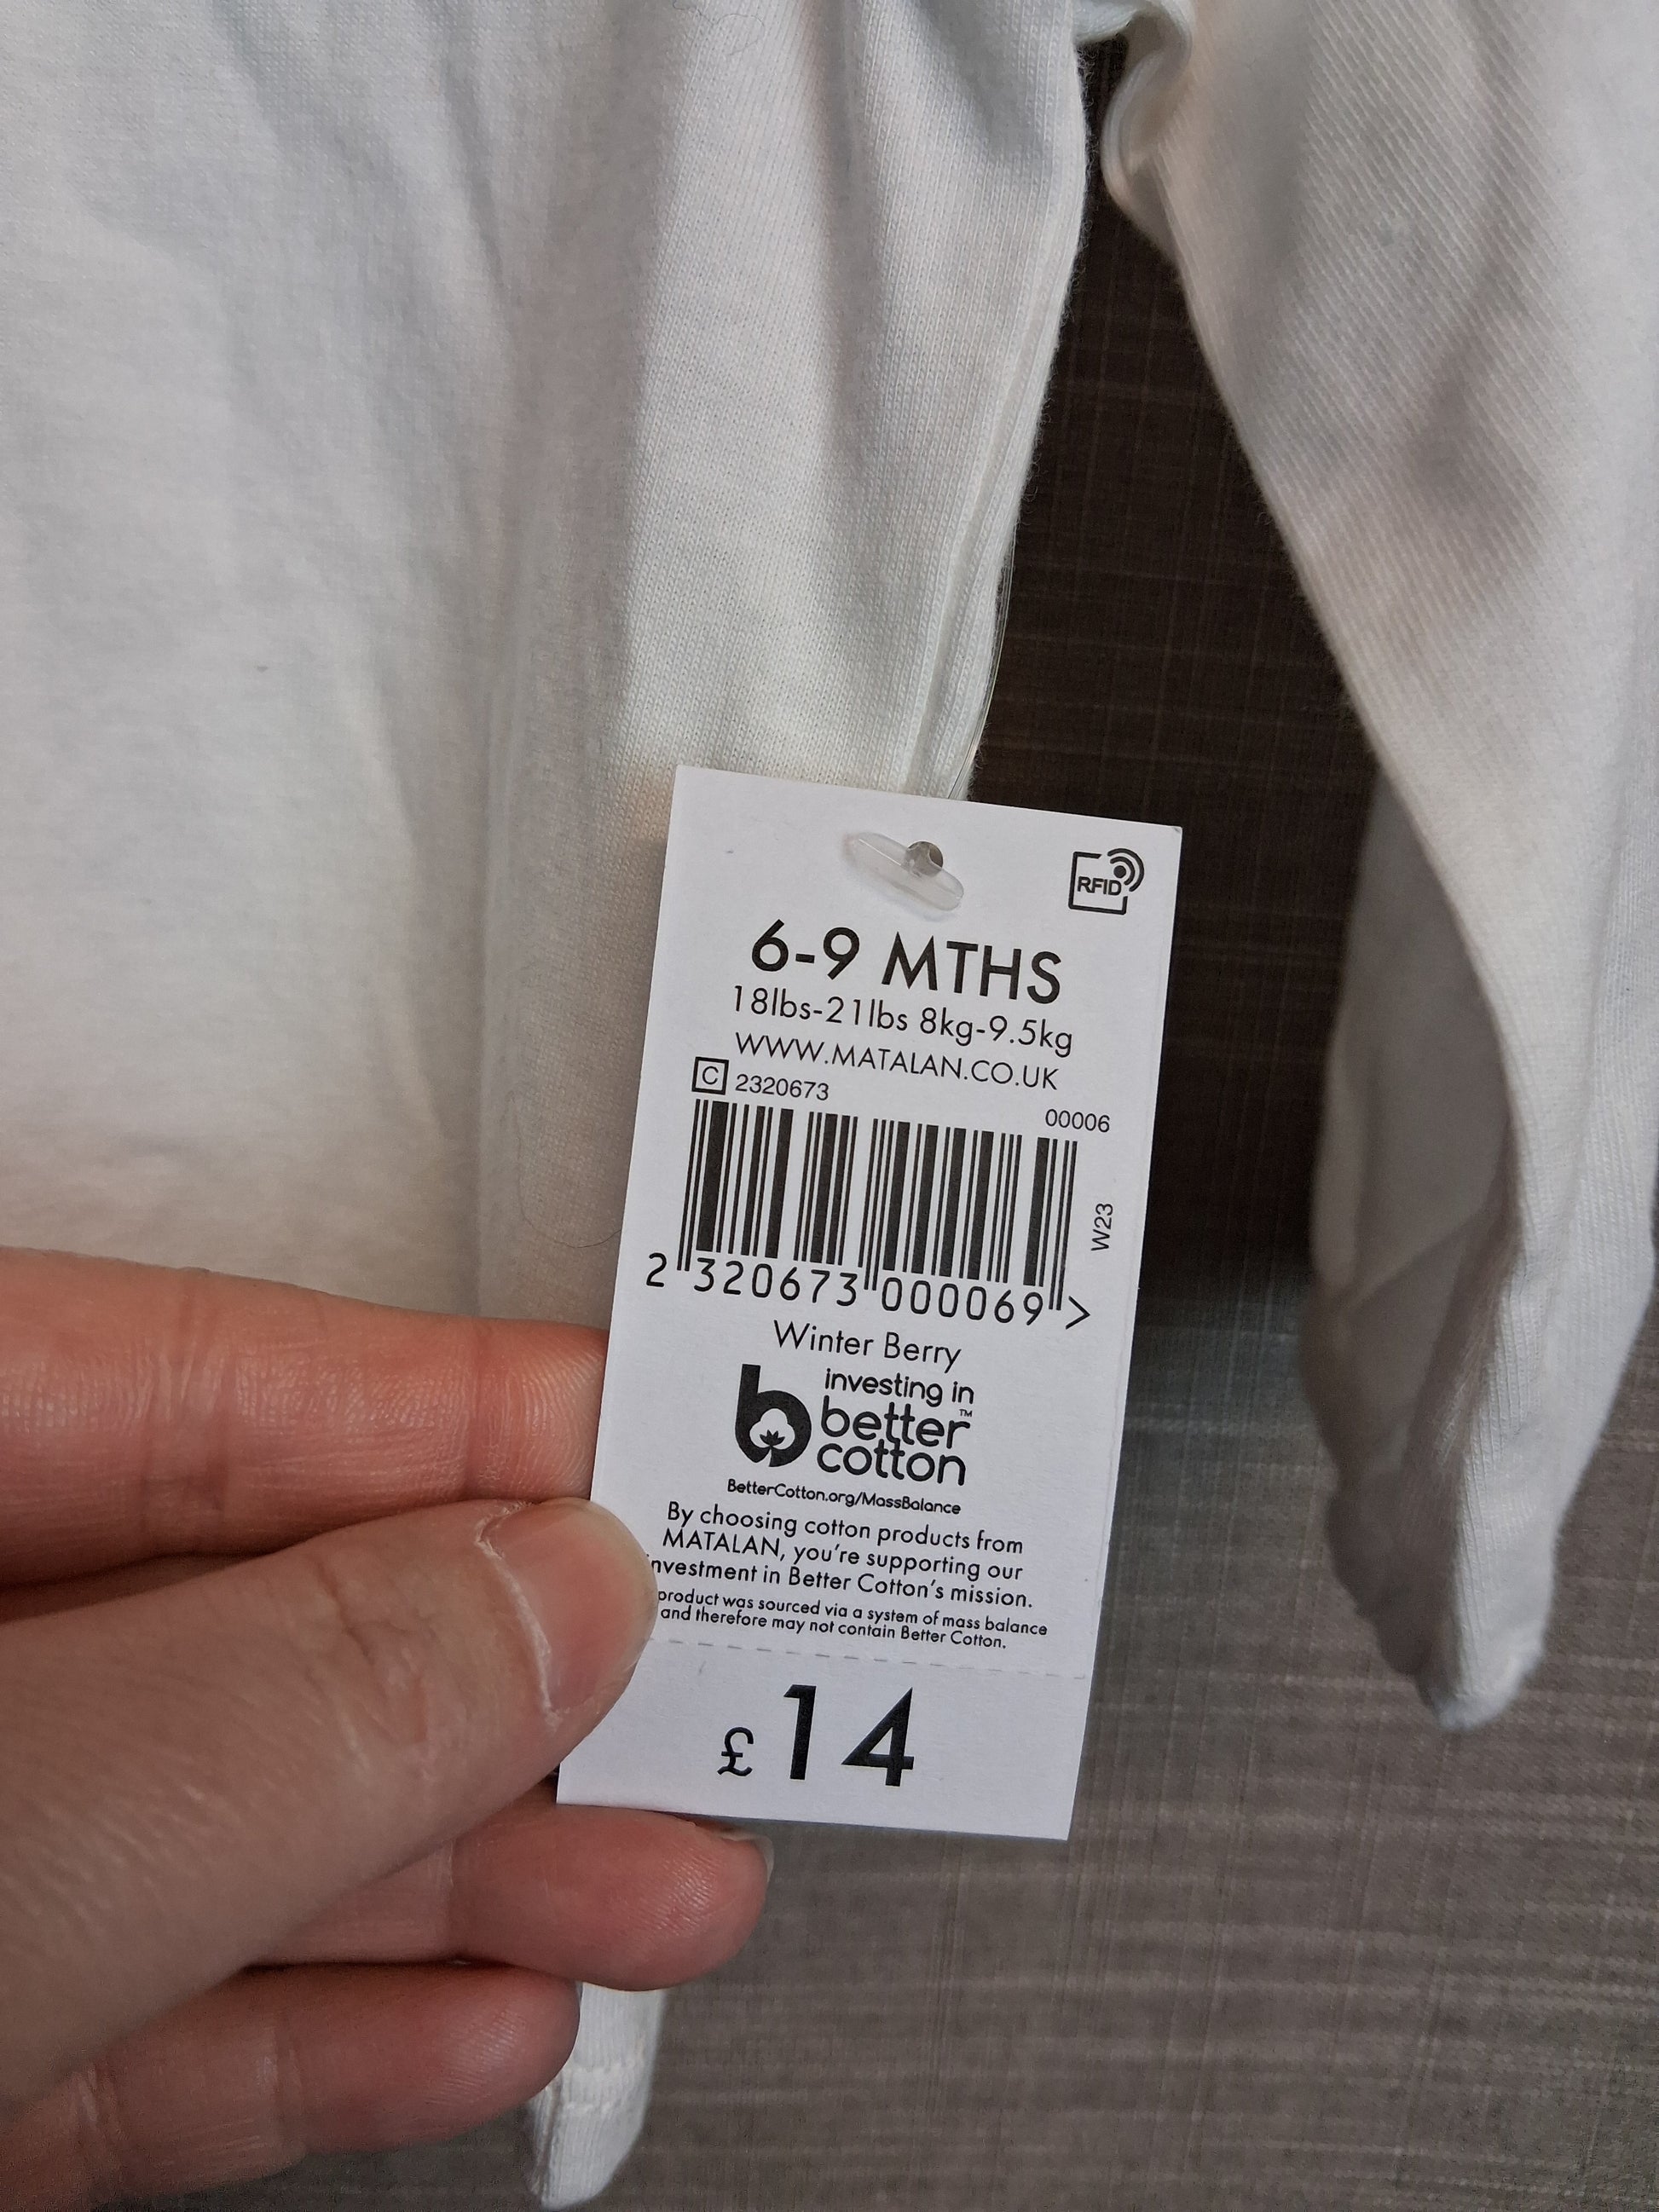 RFID
6-9 MTHS
18lbs-21lbs 8kg-9.5kg
WWW.MATALAN.CO.UK
C 2320673
00006
W23
2 320673 000069 >
Winter Berry
investing in
better™
cotton
BetterCotton.org/MassBalance
By choosing cotton products from
MATALAN, you're supporting our
investment in Better Cotton's mission.
product was sourced via a system of mass balance
and therefore may not contain Better Cotton.
£14